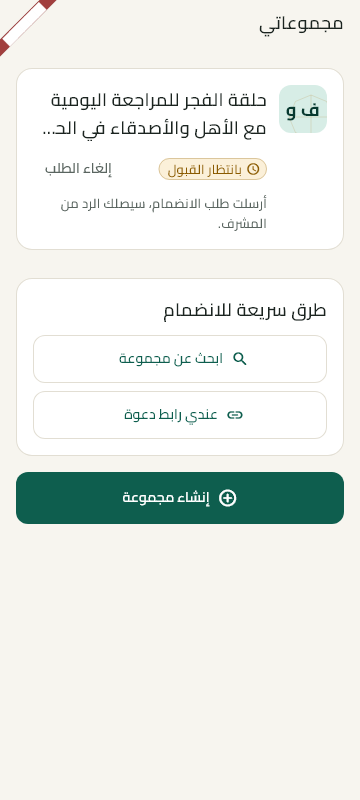 مجموعاتي
ف و
حلقة الفجر للمراجعة اليومية
مع الأهل والأصدقاء في الحـ...
بانتظار القبول
إلغاء الطلب
أرسلت طلب الانضمام، سيصلك الرد من
المشرف.
طرق سريعة للانضمام
ابحث عن مجموعة
عندي رابط دعوة
إنشاء مجموعة